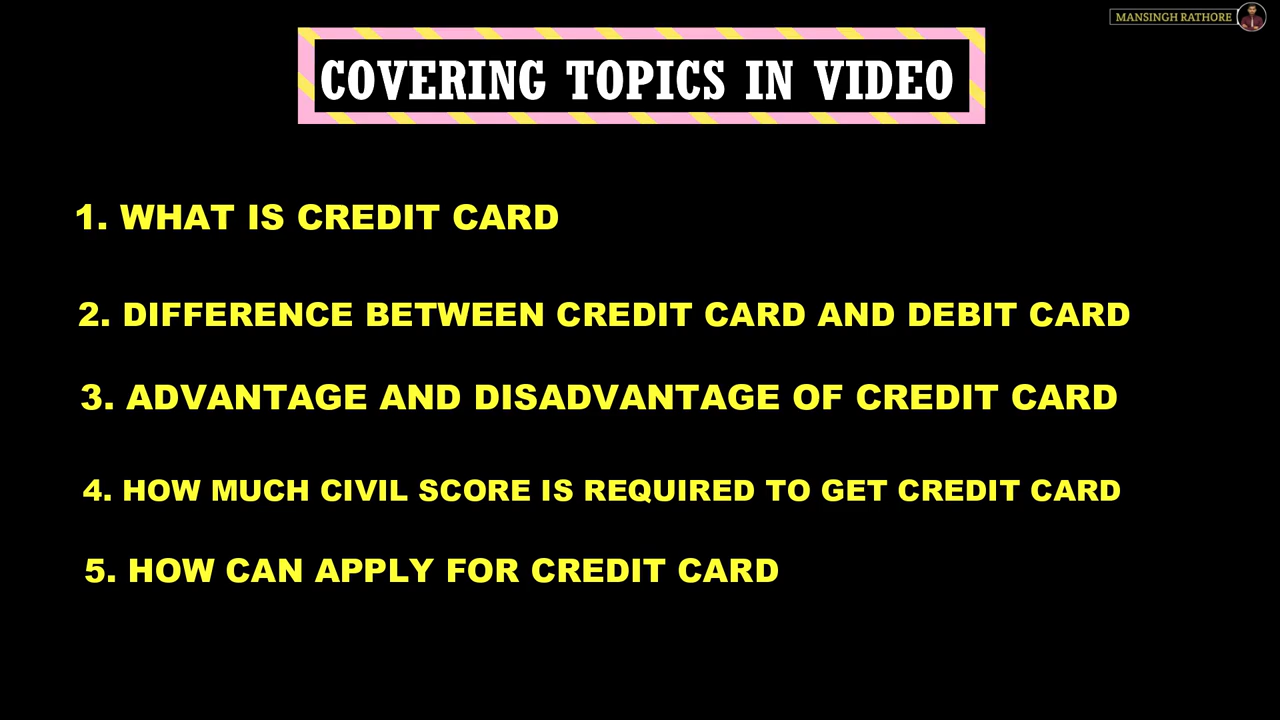 MANSINGH RATHORE
COVERING TOPICS IN VIDEO
1. WHAT IS CREDIT CARD
2. DIFFERENCE BETWEEN CREDIT CARD AND DEBIT CARD
3. ADVANTAGE AND DISADVANTAGE OF CREDIT CARD
4. HOW MUCH CIVIL SCORE IS REQUIRED TO GET CREDIT CARD
5. HOW CAN APPLY FOR CREDIT CARD